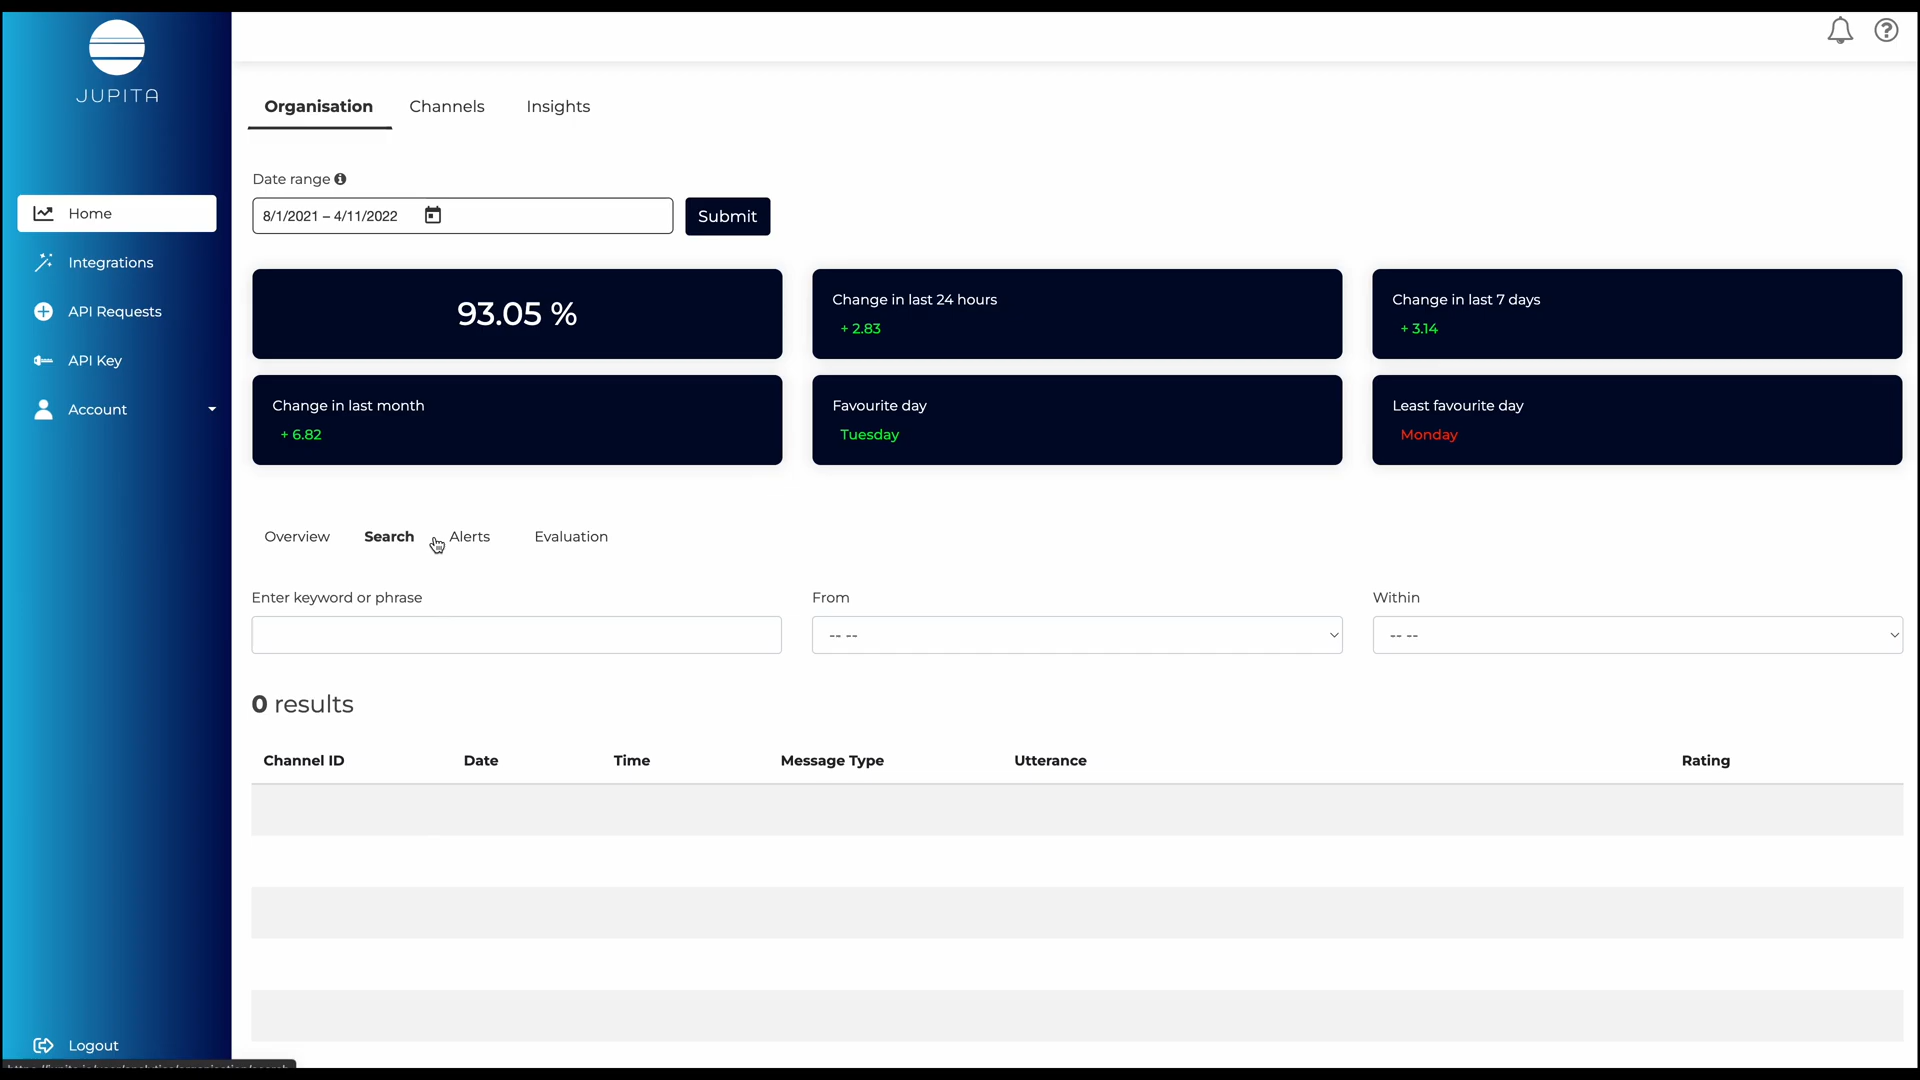 JUPITA
Home
Integrations
API Requests
API Key
Account
Logout
Organisation
Channels
Insights
Date range
8/1/2021 – 4/11/2022
Submit
93.05 %
Change in last 24 hours
+ 2.83
Change in last 7 days
+ 3.14
Change in last month
+ 6.82
Favourite day
Tuesday
Least favourite day
Monday
Overview
Search
Alerts
Evaluation
Enter keyword or phrase
From
-- --
Within
-- --
0 results
Channel ID
Date
Time
Message Type
Utterance
Rating